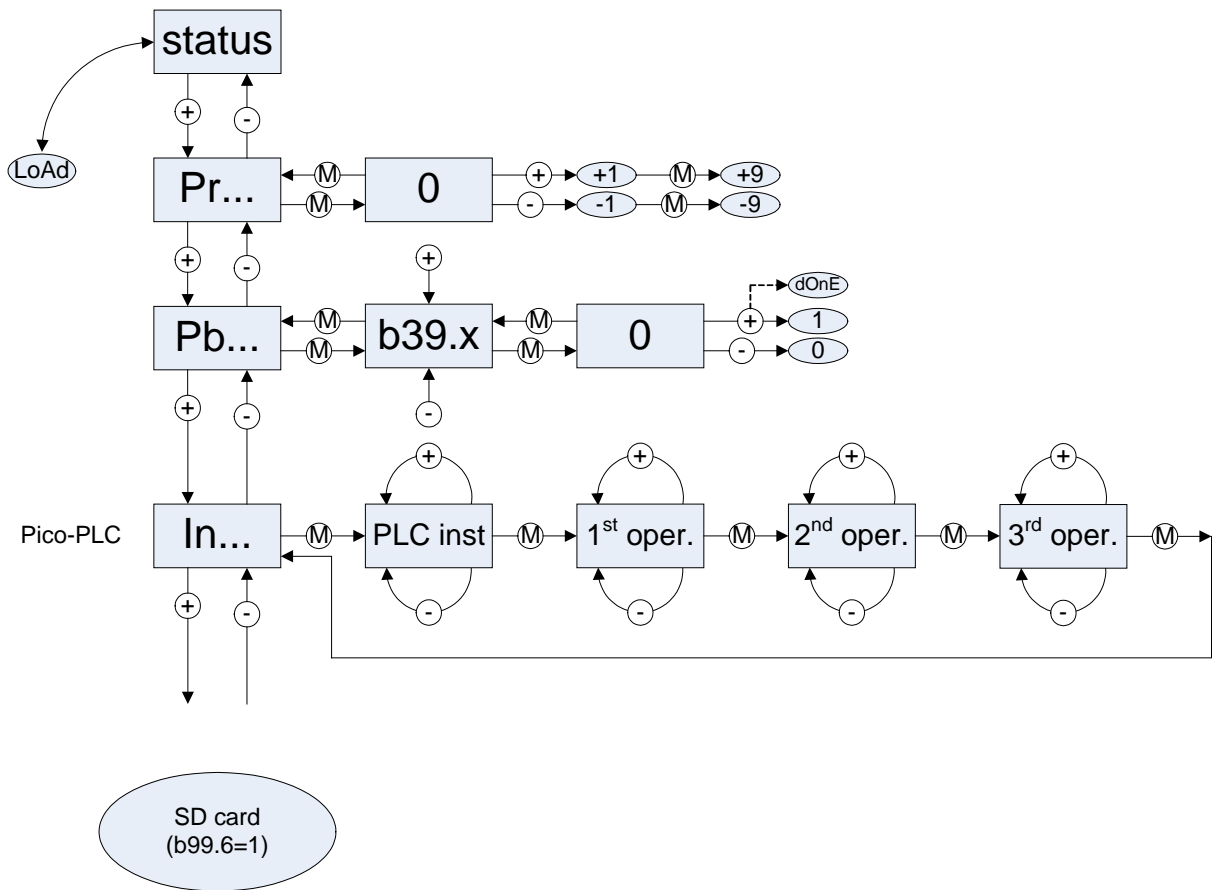 status
+
-
LoAd
Pr...
M
M
0
+
-
+1
-1
M
M
+9
-9
+
-
+
Pb...
M
M
b39.x
M
M
0
+
-
dOnE
1
0
+
-
-
+
+
+
+
Pico-PLC
In...
M
PLC inst
M
1st oper.
M
2nd oper.
M
3rd oper.
M
+
-
-
-
-
-
SD card
(b99.6=1)